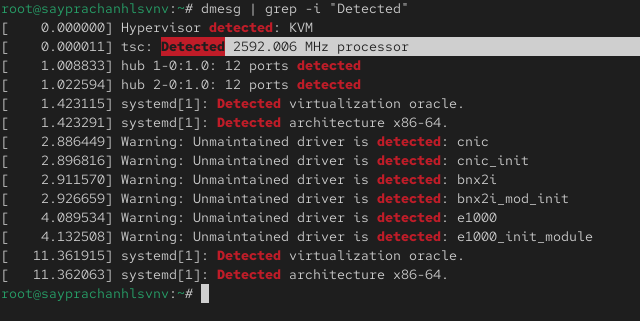 root@sayprachanhlsvnv:~# dmesg | grep -i "Detected"
[    0.000000] Hypervisor detected: KVM
[    0.000011] tsc: Detected 2592.006 MHz processor
[    1.008833] hub 1-0:1.0: 12 ports detected
[    1.022594] hub 2-0:1.0: 12 ports detected
[    1.423115] systemd[1]: Detected virtualization oracle.
[    1.423291] systemd[1]: Detected architecture x86-64.
[    2.886449] Warning: Unmaintained driver is detected: cnic
[    2.896816] Warning: Unmaintained driver is detected: cnic_init
[    2.911570] Warning: Unmaintained driver is detected: bnx2i
[    2.926659] Warning: Unmaintained driver is detected: bnx2i_mod_init
[    4.089534] Warning: Unmaintained driver is detected: e1000
[    4.132508] Warning: Unmaintained driver is detected: e1000_init_module
[   11.361915] systemd[1]: Detected virtualization oracle.
[   11.362063] systemd[1]: Detected architecture x86-64.
root@sayprachanhlsvnv:~#